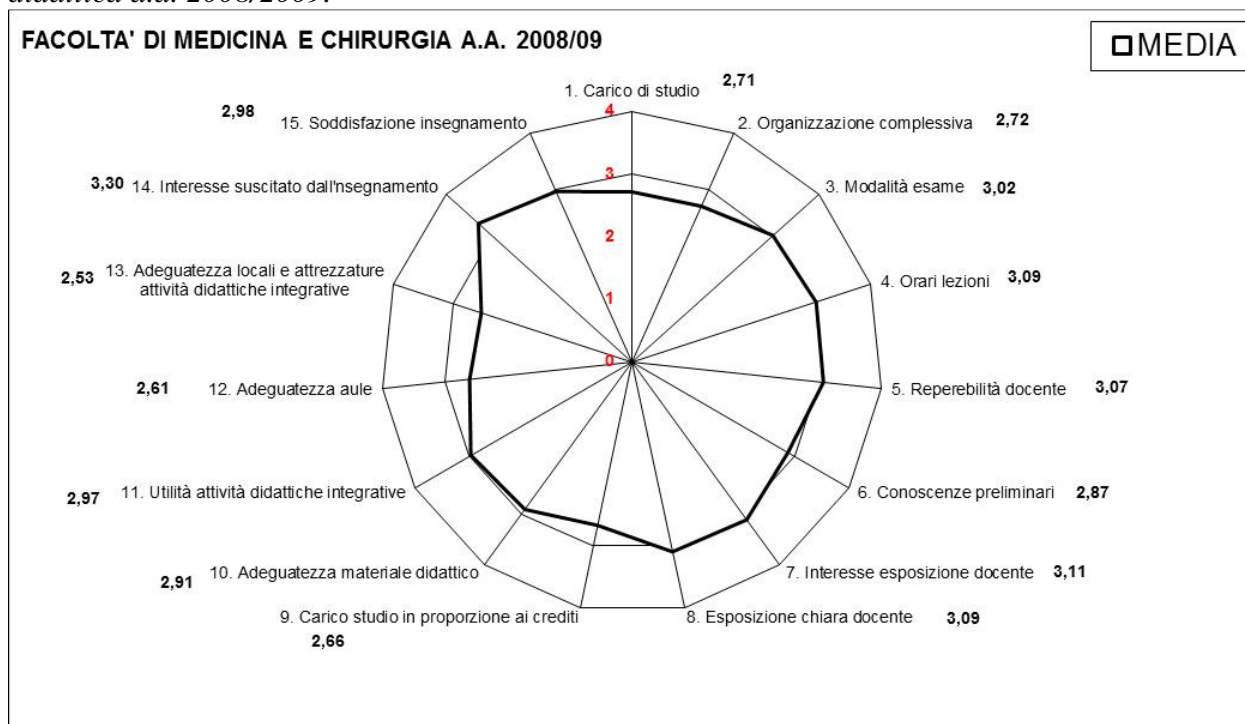 didattica a.a. 2008/2009.
FACOLTA' DI MEDICINA E CHIRURGIA A.A. 2008/09
MEDIA
1. Carico di studio 2,71
2. Organizzazione complessiva 2,72
3. Modalità esame 3,02
4. Orari lezioni 3,09
5. Reperebilità docente 3,07
6. Conoscenze preliminari 2,87
7. Interesse esposizione docente 3,11
8. Esposizione chiara docente 3,09
9. Carico studio in proporzione ai crediti
2,66
10. Adeguatezza materiale didattico
2,91
11. Utilità attività didattiche integrative
2,97
12. Adeguatezza aule
2,61
13. Adeguatezza locali e attrezzature
attività didattiche integrative
2,53
14. Interesse suscitato dall'nsegnamento
3,30
15. Soddisfazione insegnamento
2,98
4
3
2
1
0